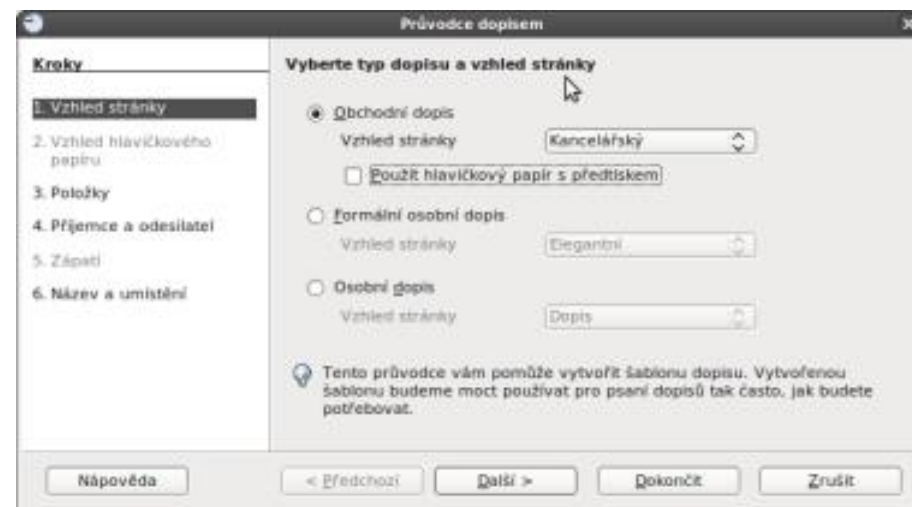 Průvodce dopisem
Kroky
1. Vzhled stránky
2. Vzhled hlavičkového
papíru
3. Položky
4. Příjemce a odesilatel
5. Zápatí
6. Název a umístění
Vyberte typ dopisu a vzhled stránky
Obchodní dopis
Vzhled stránky Kancelářský
Použít hlavičkový papír s předtiskem
Formální osobní dopis
Vzhled stránky Elegantní
Osobní dopis
Vzhled stránky Dopis
Tento průvodce vám pomůže vytvořit šablonu dopisu. Vytvořenou
šablonu budeme moct používat pro psaní dopisů tak často, jak budete
potřebovat.
Nápověda < Předchozí Další > Dokončit Zrušit